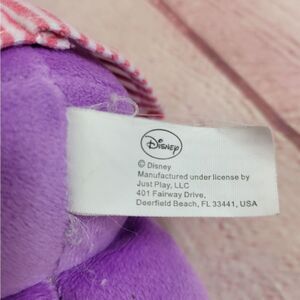 Disney
© Disney
Manufactured under license by
Just Play, LLC
401 Fairway Drive,
Deerfield Beach, FL 33441, USA